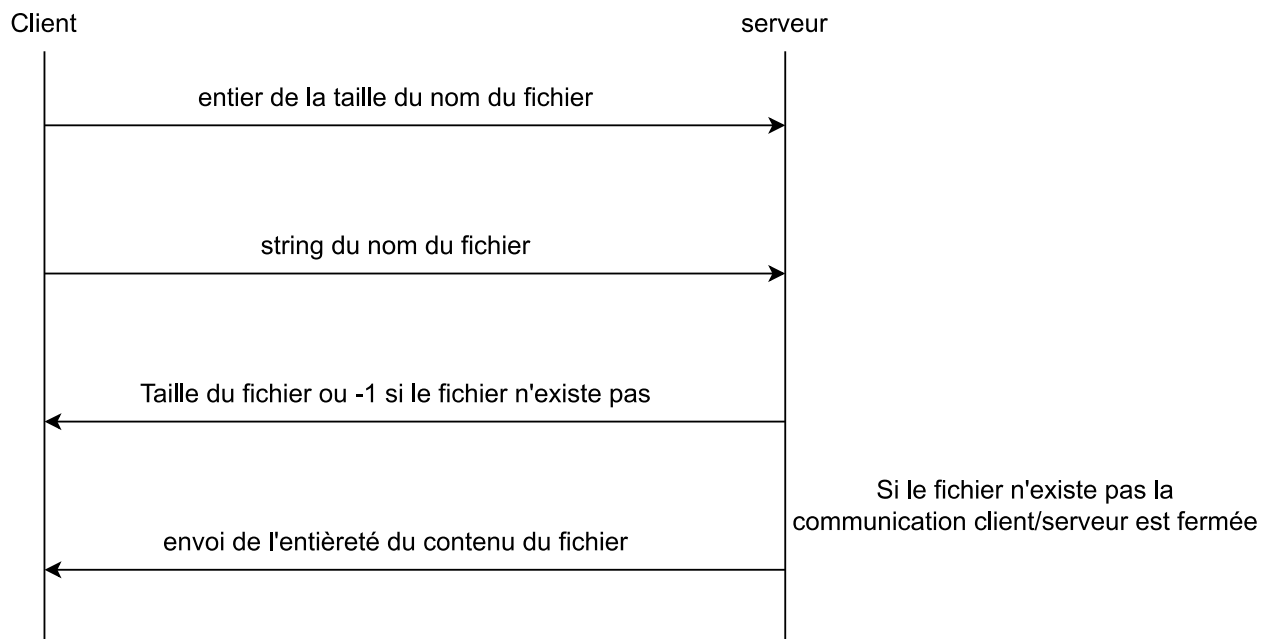 Client
serveur
entier de la taille du nom du fichier
string du nom du fichier
Taille du fichier ou -1 si le fichier n'existe pas
Si le fichier n'existe pas la
communication client/serveur est fermée
envoi de l'entièreté du contenu du fichier